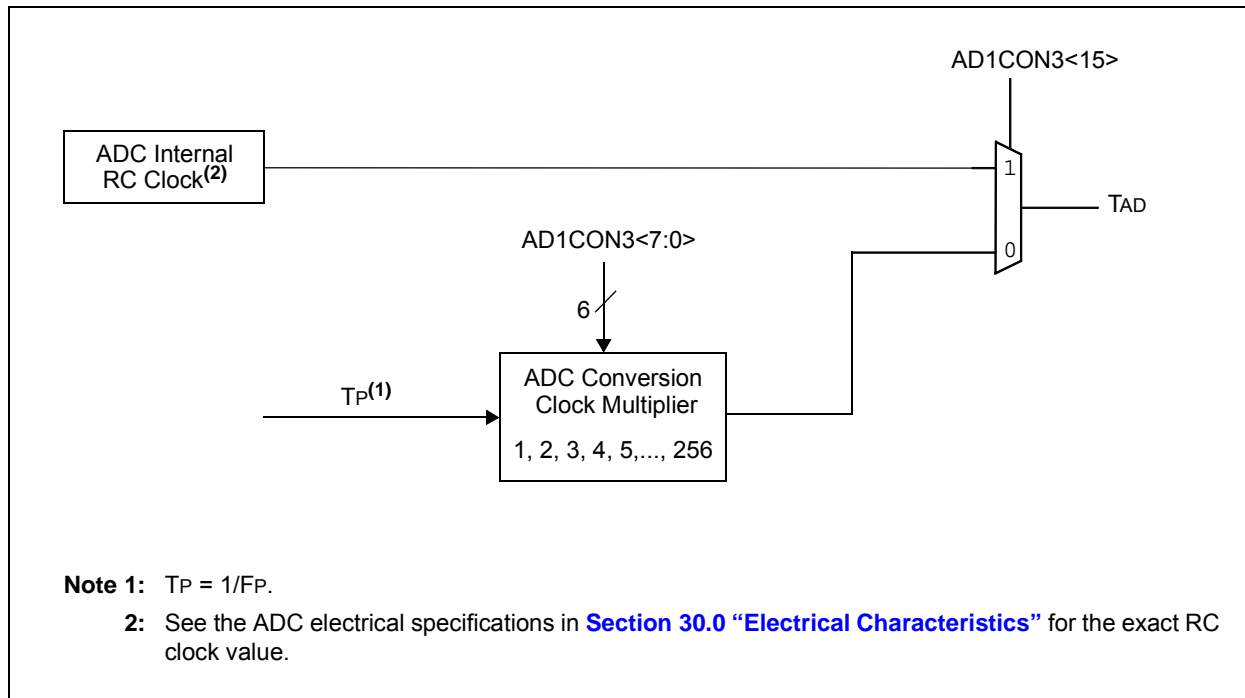 AD1CON3<15>
ADC Internal
RC Clock(2)
1
TAD
AD1CON3<7:0>
0
6
ADC Conversion
Clock Multiplier
TP(1)
1, 2, 3, 4, 5,..., 256
Note 1: TP = 1/FP.
2: See the ADC electrical specifications in Section 30.0 “Electrical Characteristics” for the exact RC
clock value.